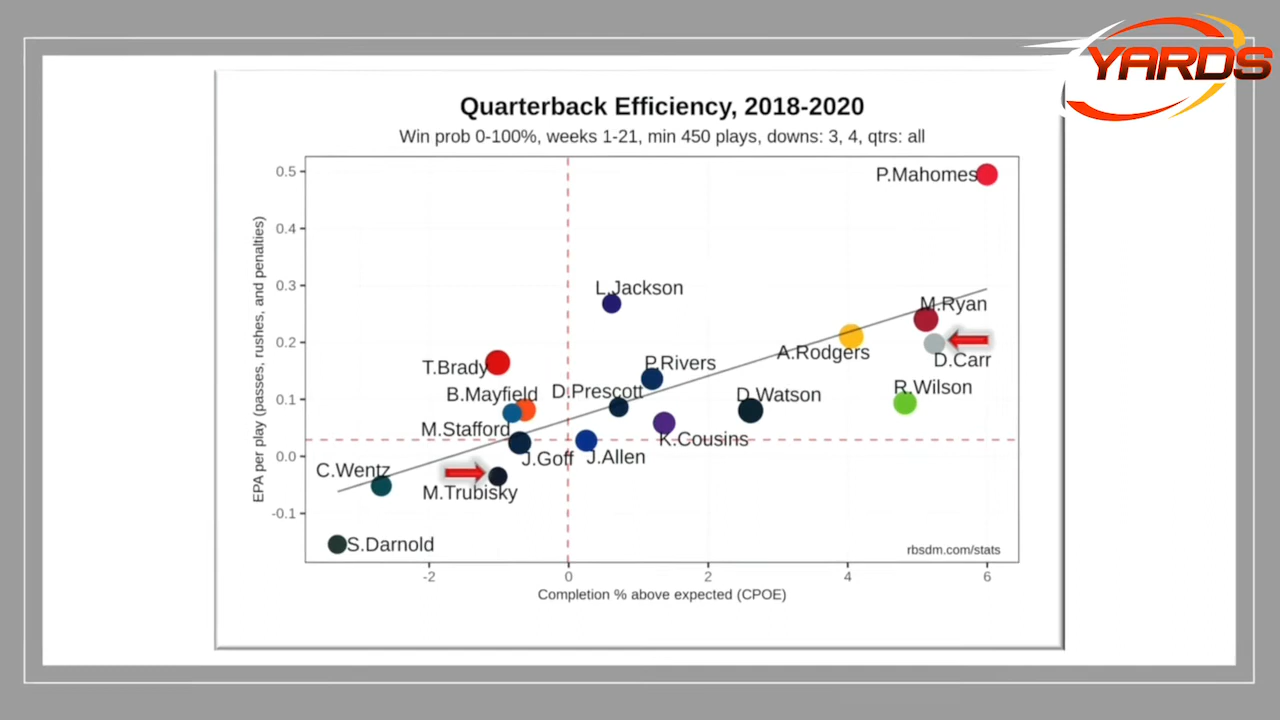 YARDS
Quarterback Efficiency, 2018-2020
Win prob 0-100%, weeks 1-21, min 450 plays, downs: 3, 4, qtrs: all
EPA per play (passes, rushes, and penalties)
0.5
0.4
0.3
0.2
0.1
0.0
-0.1
P.Mahomes
L.Jackson
M.Ryan
A.Rodgers
D.Carr
T.Brady
P.Rivers
R.Wilson
B.Mayfield
D.Prescott
D.Watson
M.Stafford
K.Cousins
J.Goff
J.Allen
C.Wentz
M.Trubisky
S.Darnold
rbsdm.com/stats
-2
0
2
4
6
Completion % above expected (CPOE)